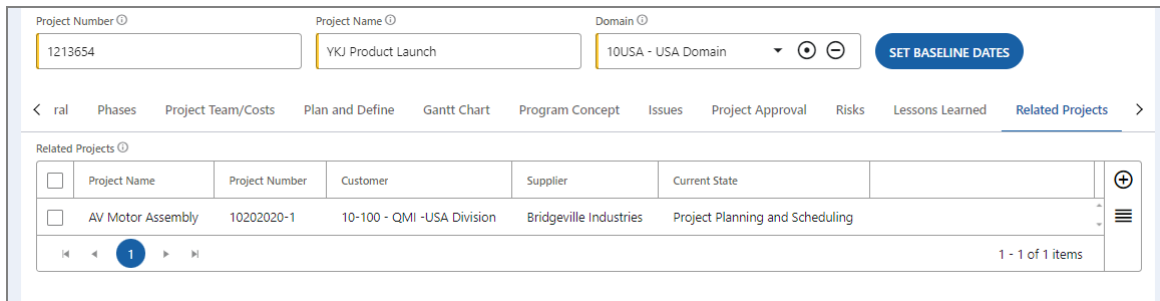 Project Number Project Name Domain
1213654 YKJ Product Launch 10USA - USA Domain SET BASELINE DATES
ral Phases Project Team/Costs Plan and Define Gantt Chart Program Concept Issues Project Approval Risks Lessons Learned Related Projects
Related Projects
Project Name Project Number Customer Supplier Current State
AV Motor Assembly 10202020-1 10-100 - QMI -USA Division Bridgeville Industries Project Planning and Scheduling
1 1 - 1 of 1 items